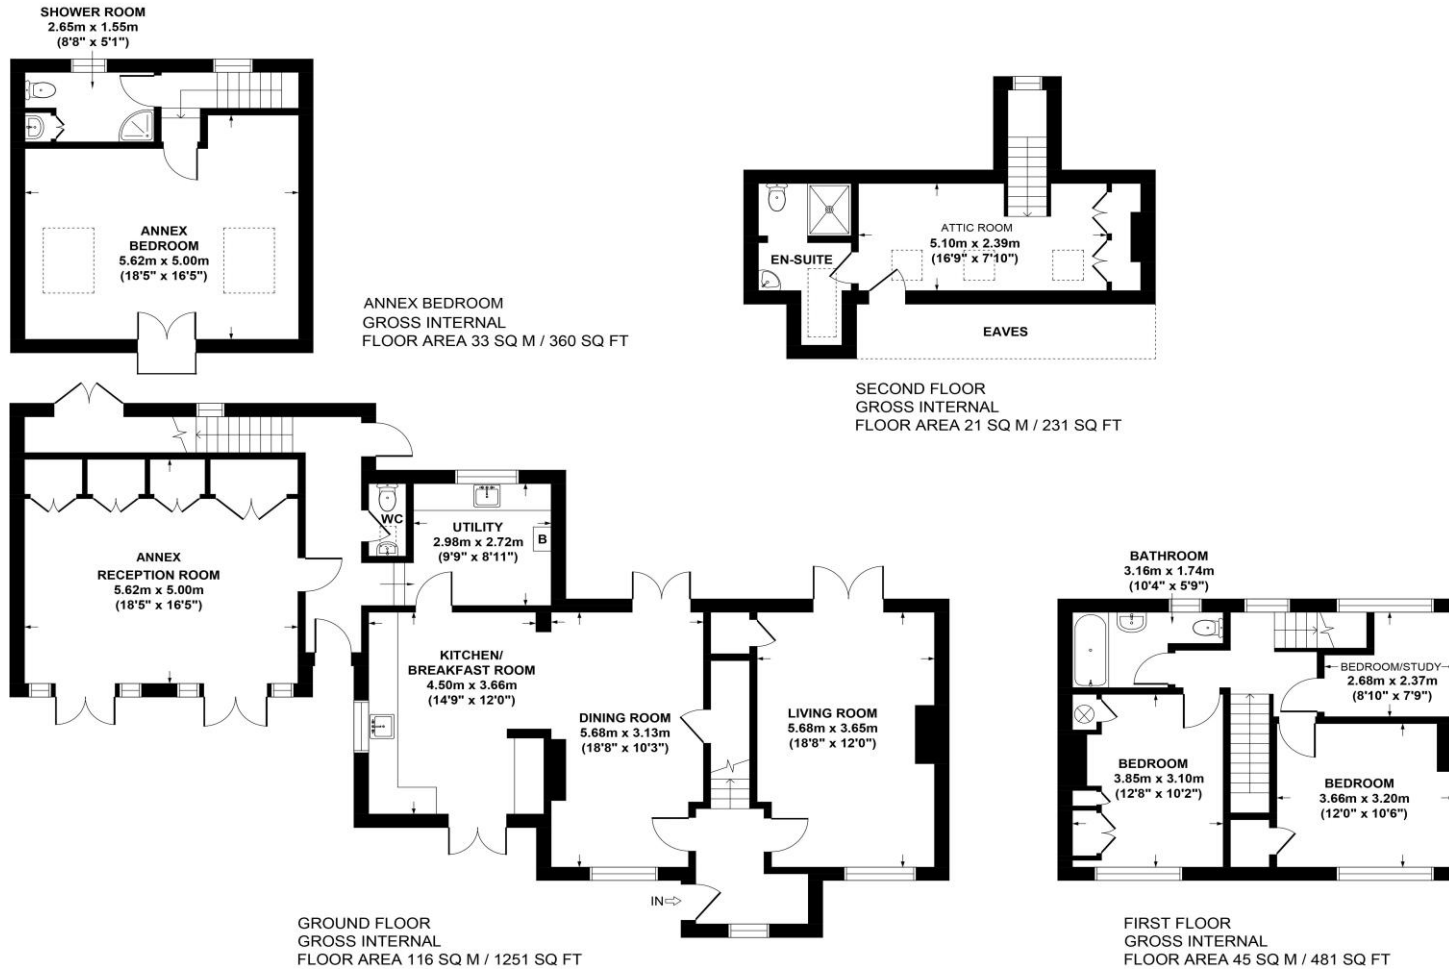 SHOWER ROOM
2.65m x 1.55m
(8'8" x 5'1")
ANNEX
BEDROOM
5.62m x 5.00m
(18'5" x 16'5")
ANNEX BEDROOM
GROSS INTERNAL
FLOOR AREA 33 SQ M / 360 SQ FT
ATTIC ROOM
5.10m x 2.39m
(16'9" x 7'10")
EN-SUITE
EAVES
SECOND FLOOR
GROSS INTERNAL
FLOOR AREA 21 SQ M / 231 SQ FT
ANNEX
RECEPTION ROOM
5.62m x 5.00m
(18'5" x 16'5")
WC
UTILITY
2.98m x 2.72m
(9'9" x 8'11")
B
KITCHEN/
BREAKFAST ROOM
4.50m x 3.66m
(14'9" x 12'0")
DINING ROOM
5.68m x 3.13m
(18'8" x 10'3")
LIVING ROOM
5.68m x 3.65m
(18'8" x 12'0")
IN
GROUND FLOOR
GROSS INTERNAL
FLOOR AREA 116 SQ M / 1251 SQ FT
BATHROOM
3.16m x 1.74m
(10'4" x 5'9")
BEDROOM/STUDY
2.68m x 2.37m
(8'10" x 7'9")
BEDROOM
3.85m x 3.10m
(12'8" x 10'2")
BEDROOM
3.66m x 3.20m
(12'0" x 10'6")
FIRST FLOOR
GROSS INTERNAL
FLOOR AREA 45 SQ M / 481 SQ FT